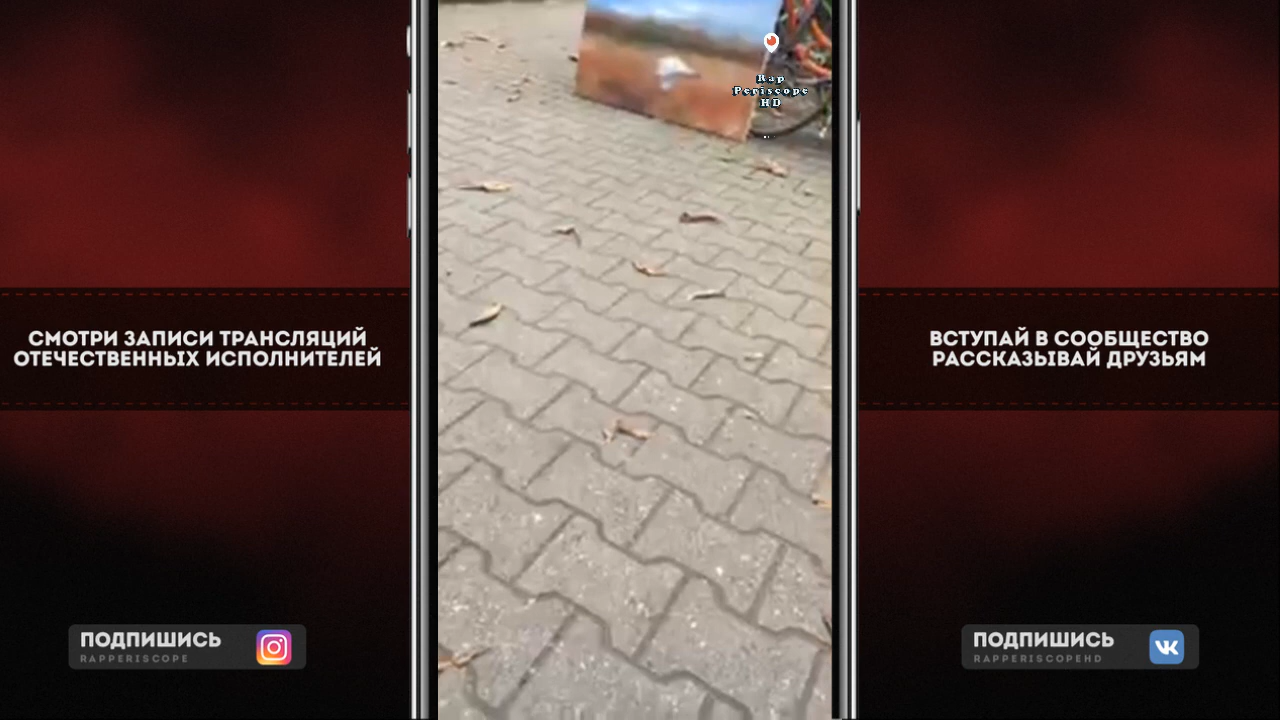 Rap
Periscope
HD
СМОТРИ ЗАПИСИ ТРАНСЛЯЦИЙ
ОТЕЧЕСТВЕННЫХ ИСПОЛНИТЕЛЕЙ
ВСТУПАЙ В СООБЩЕСТВО
РАССКАЗЫВАЙ ДРУЗЬЯМ
ПОДПИШИСЬ
RAPPERISCOPE
ПОДПИШИСЬ
RAPPERISCOPEHD